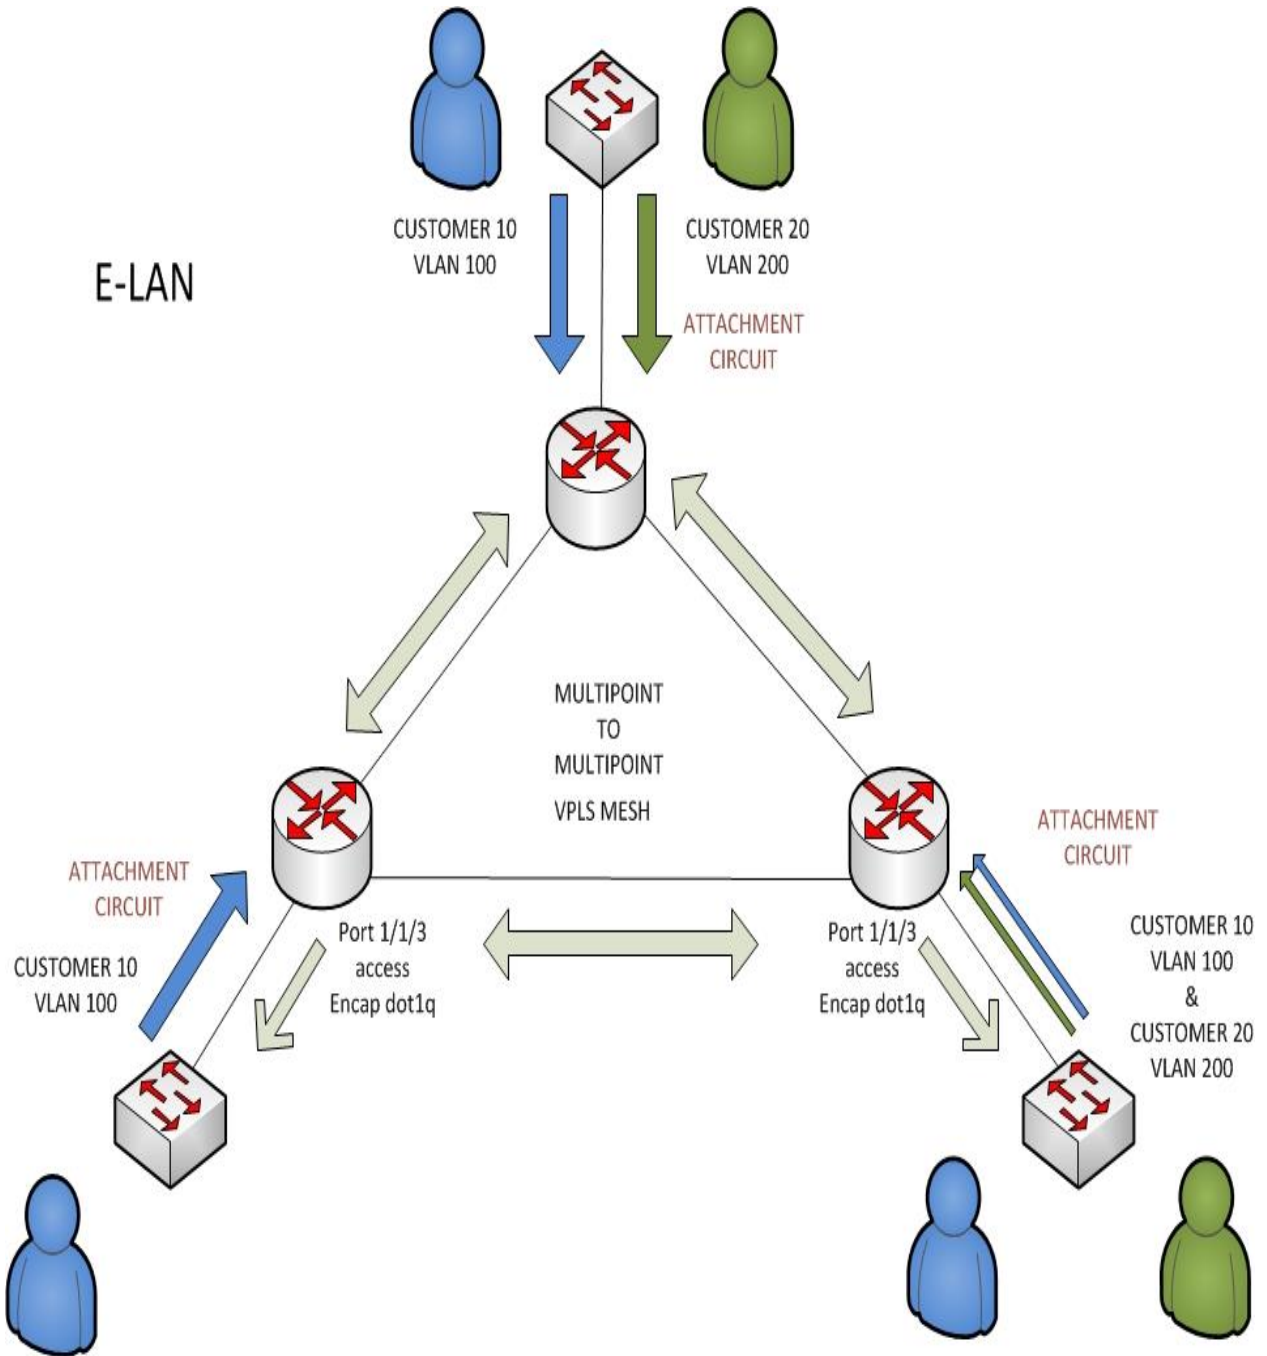 CUSTOMER 10
VLAN 100
CUSTOMER 20
VLAN 200
E-LAN
ATTACHMENT
CIRCUIT
MULTIPOINT
TO
MULTIPOINT
VPLS MESH
ATTACHMENT
CIRCUIT
CUSTOMER 10
VLAN 100
Port 1/1/3
access
Encap dot1q
Port 1/1/3
access
Encap dot1q
ATTACHMENT
CIRCUIT
CUSTOMER 10
VLAN 100
&
CUSTOMER 20
VLAN 200